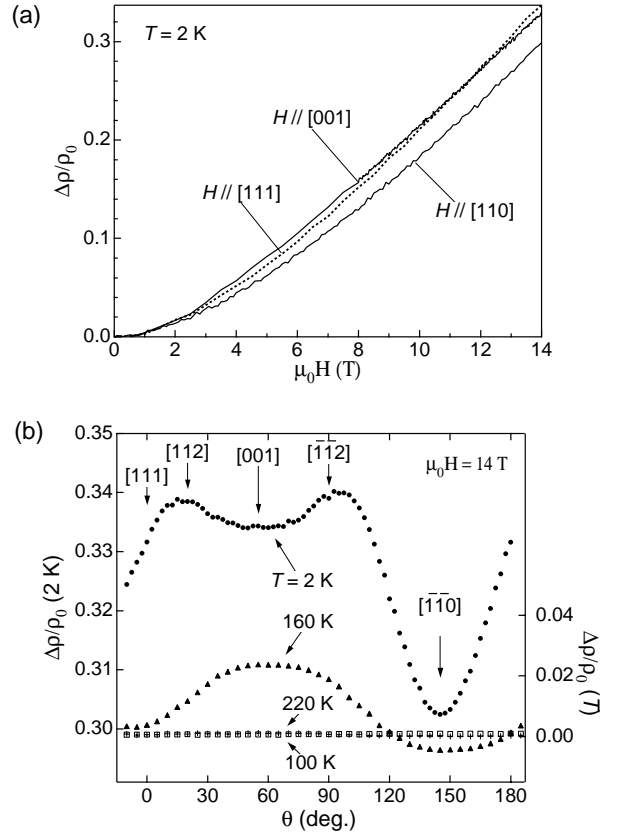 (a)
T = 2 K
0.3
0.2
0.1
0.0
Δρ/ρ₀
H // [001]
H // [111]
H // [110]
0 2 4 6 8 10 12 14
μ₀H (T)
(b)
0.35
0.34
0.33
0.32
0.31
0.30
Δρ/ρ₀ (2 K)
[111]
[112]
[001]
[1̅1̅2]
μ₀H = 14 T
T = 2 K
[1̅1̅0]
160 K
220 K
100 K
0.04
0.02
0.00
Δρ/ρ₀ (T)
0 30 60 90 120 150 180
θ (deg.)